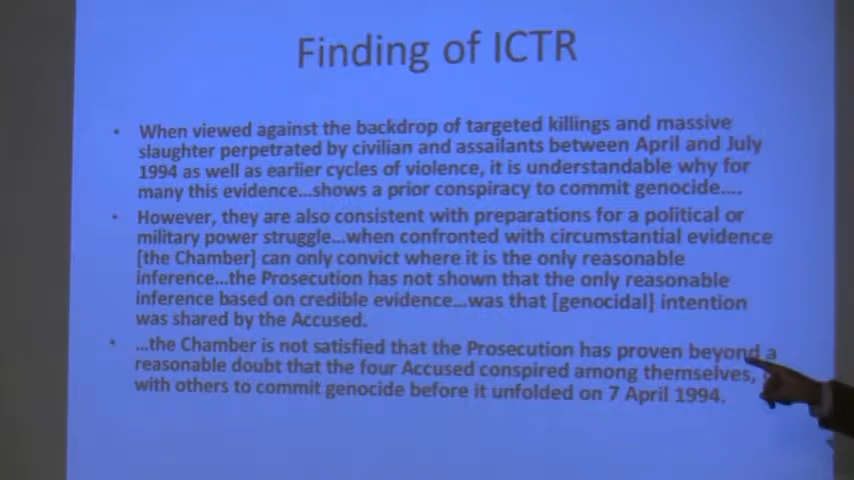 Finding of ICTR
• When viewed against the backdrop of targeted killings and massive
slaughter perpetrated by civilian and assailants between April and July
1994 as well as earlier cycles of violence, it is understandable why for
many this evidence...shows a prior conspiracy to commit genocide....
• However, they are also consistent with preparations for a political or
military power struggle...when confronted with circumstantial evidence
[the Chamber] can only convict where it is the only reasonable
inference...the Prosecution has not shown that the only reasonable
inference based on credible evidence...was that [genocidal] intention
was shared by the Accused.
• ...the Chamber is not satisfied that the Prosecution has proven beyond a
reasonable doubt that the four Accused conspired among themselves,
with others to commit genocide before it unfolded on 7 April 1994.